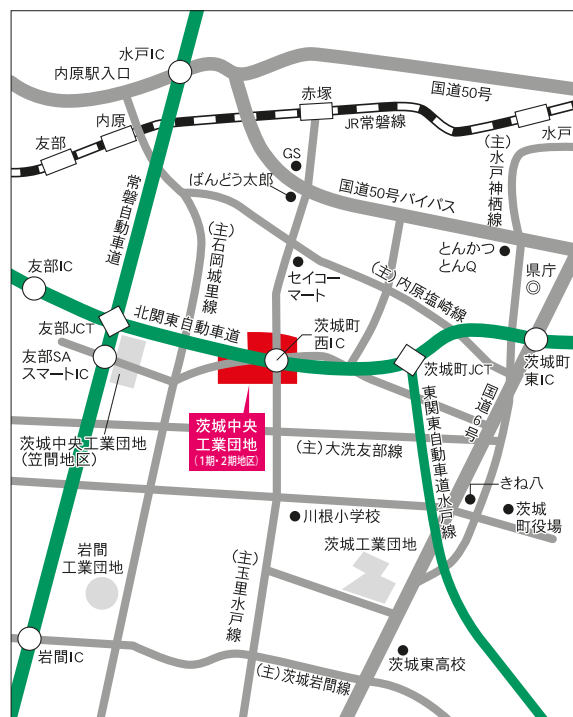 水戸IC
内原駅入口
国道50号
赤塚
JR常磐線
内原
友部
水戸
(主)水戸神栖線
GS
ばんどう太郎
国道50号バイパス
常磐自動車道
(主)石岡城里線
とんかつ
とんQ
県庁
◎
セイコー
マート
(主)内原塩崎線
友部IC
北関東自動車道
友部JCT
茨城町
西IC
友部SA
スマートIC
茨城町JCT
茨城町
東IC
国道6号
東関東自動車道水戸線
茨城中央
工業団地
(1期・2期地区)
茨城中央工業団地
(笠間地区)
(主)大洗友部線
きね八
茨城
町役場
川根小学校
茨城工業団地
岩間
工業団地
(主)玉里水戸線
岩間IC
茨城東高校
(主)茨城岩間線